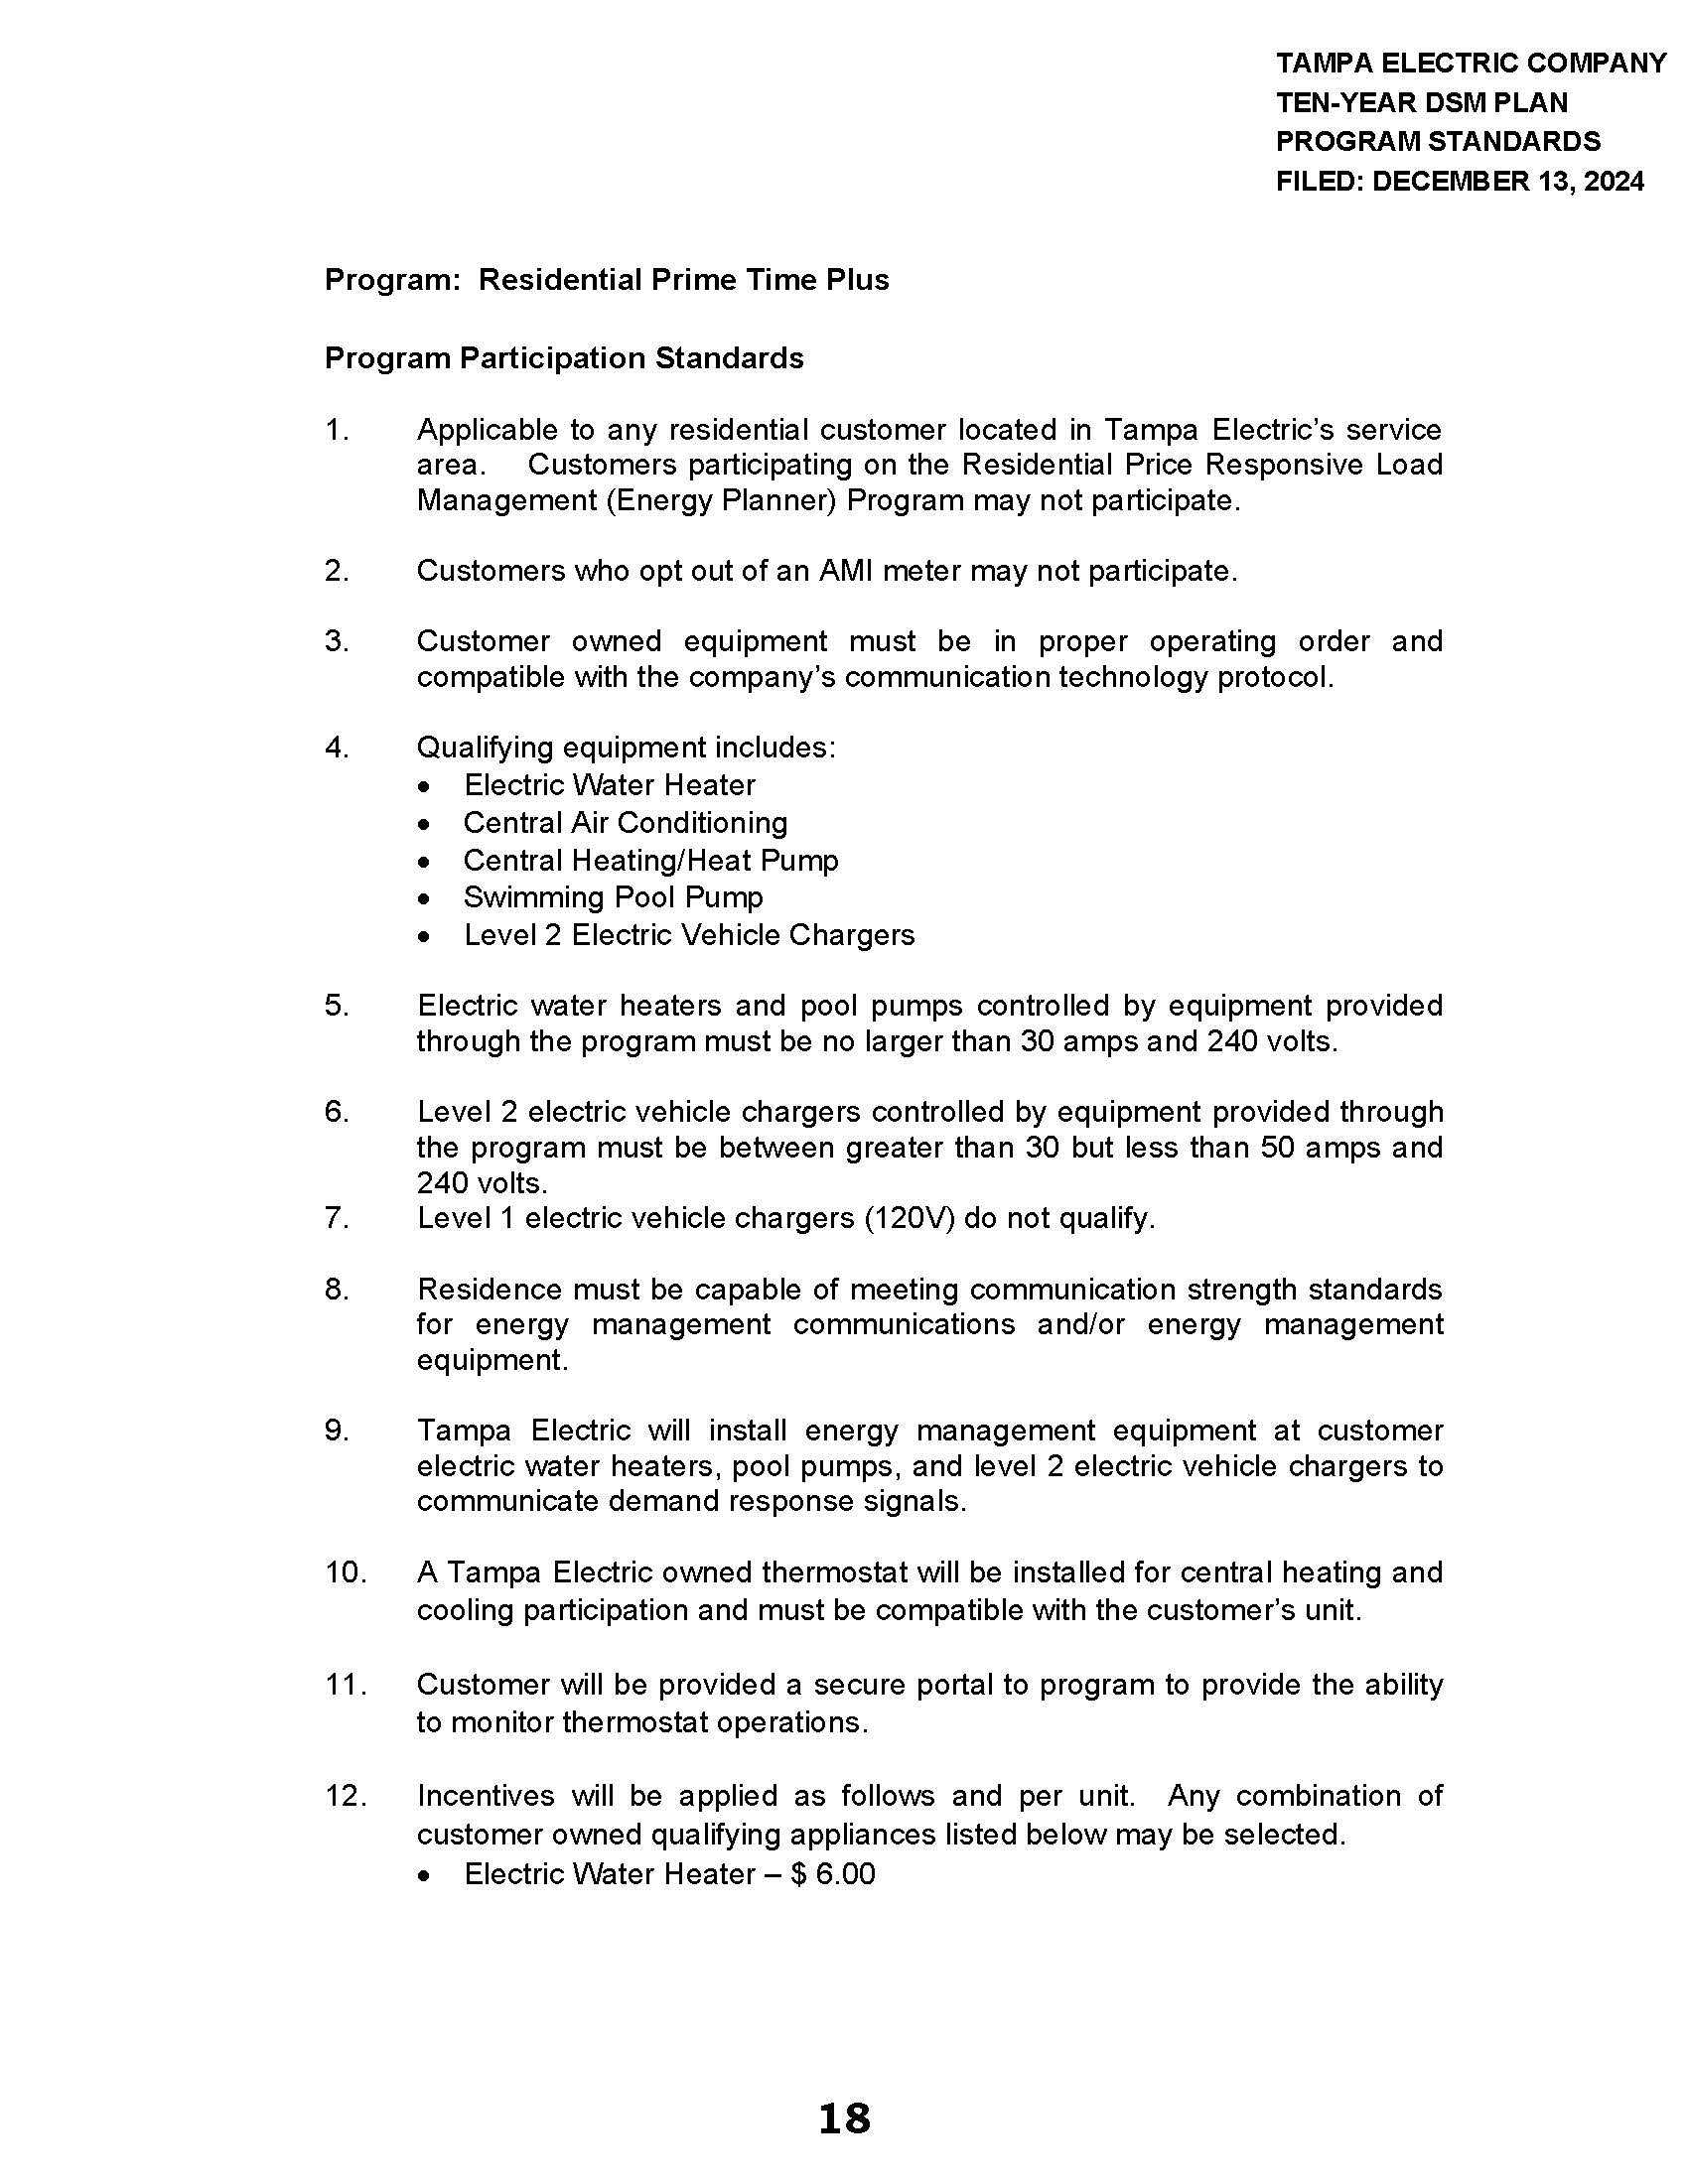 TAMPA ELECTRIC COMPANY
TEN-YEAR DSM PLAN
PROGRAM STANDARDS
FILED: DECEMBER 13, 2024
Program: Residential Prime Time Plus
Program Participation Standards
1. Applicable to any residential customer located in Tampa Electric's service
area. Customers participating on the Residential Price Responsive Load
Management (Energy Planner) Program may not participate.
2. Customers who opt out of an AMI meter may not participate.
3. Customer owned equipment must be in proper operating order and
compatible with the company's communication technology protocol.
4. Qualifying equipment includes:
• Electric Water Heater
• Central Air Conditioning
• Central Heating/Heat Pump
• Swimming Pool Pump
• Level 2 Electric Vehicle Chargers
5. Electric water heaters and pool pumps controlled by equipment provided
through the program must be no larger than 30 amps and 240 volts.
6. Level 2 electric vehicle chargers controlled by equipment provided through
the program must be between greater than 30 but less than 50 amps and
240 volts.
7. Level 1 electric vehicle chargers (120V) do not qualify.
8. Residence must be capable of meeting communication strength standards
for energy management communications and/or energy management
equipment.
9. Tampa Electric will install energy management equipment at customer
electric water heaters, pool pumps, and level 2 electric vehicle chargers to
communicate demand response signals.
10. A Tampa Electric owned thermostat will be installed for central heating and
cooling participation and must be compatible with the customer's unit.
11. Customer will be provided a secure portal to program to provide the ability
to monitor thermostat operations.
12. Incentives will be applied as follows and per unit. Any combination of
customer owned qualifying appliances listed below may be selected.
• Electric Water Heater – $ 6.00
18